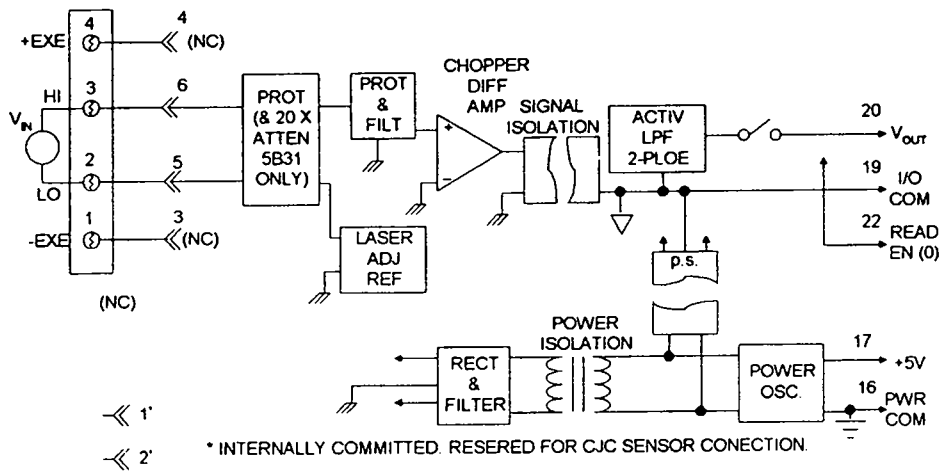 4
+EXE
4
(NC)
HI
3
6
V_IN
2
5
LO
1
-EXE
3
(NC)
(NC)
PROT
(& 20 X
ATTEN
5B31
ONLY)
PROT
&
FILT
LASER
ADJ
REF
CHOPPER
DIFF
AMP
+
−
SIGNAL
ISOLATION
ACTIV
LPF
2-PLOE
20
V_OUT
19
I/O
COM
22
READ
EN (0)
p.s.
POWER
ISOLATION
RECT
&
FILTER
POWER
OSC.
17
+5V
16
PWR
COM
1'
2'
* INTERNALLY COMMITTED. RESERED FOR CJC SENSOR CONECTION.